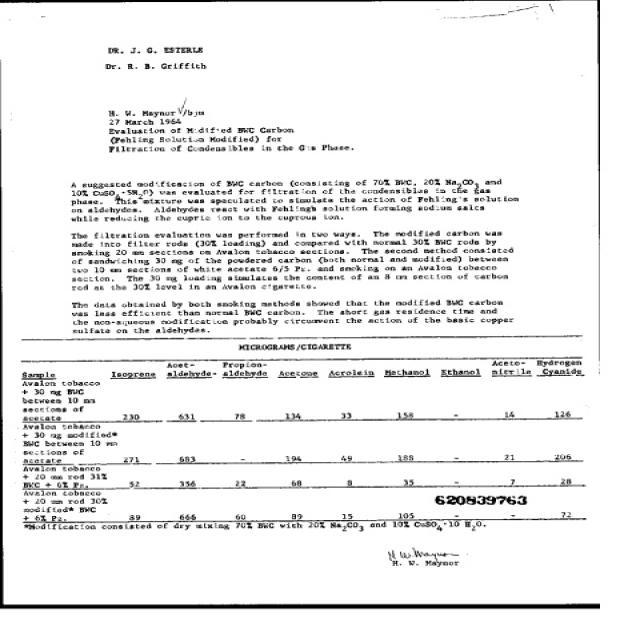 DR. J. G. ESTERLE
Dr. R. B. Griffith
H. W. Maynor /bjm
27 March 1964
Evaluation of Modified BWC Carbon
(Fehling Solution Modified) for
Filtration of Condensibles in the Gas Phase.
A suggested modification of BWC carbon (consisting of 70% BWC, 20% Na2CO3 and
10% CuSO4·5H2O) was evaluated for filtration of the condensibles in the gas
phase. This mixture was speculated to simulate the action of Fehling's solution
on aldehydes. Aldehydes react with Fehlings solution forming sodium salts
while reducing the cupric ion to the cuprous ion.
The filtration evaluation was performed in two ways. The modified carbon was
made into filter rods (30% loading) and compared with normal 30% BWC rods by
smoking 20 mm sections on Avalon tobacco sections. The second method consisted
of sandwiching 30 mg of the powdered carbon (both normal and modified) between
two 10 mm sections of white acetate 6/5 Pz. and smoking on an Avalon tobacco
section. The 30 mg loading simulates the content of an 8 mm section of carbon
rod at the 30% level in an Avalon cigarette.
The data obtained by both smoking methods showed that the modified BWC carbon
was less efficient than normal BWC carbon. The short gas residence time and
the non-aqueous modification probably circumvent the action of the basic copper
sulfate on the aldehydes.
MICROGRAMS/CIGARETTE
Acet- Propion- Aceto- Hydrogen
Sample Isoprene aldehyde- aldehyde Acetone Acrolein Methanol Ethanol nitrile Cyanide
Avalon tobacco
+ 30 mg BWC
between 10 mm
sections of
acetate 230 631 78 134 33 158 - 14 126
Avalon tobacco
+ 30 mg modified*
BWC between 10 mm
sections of
acetate 271 683 - 194 49 188 - 21 206
Avalon tobacco
+ 20 mm rod 31%
BWC + 6% Pz. 52 356 22 68 8 35 - 7 28
Avalon tobacco
+ 20 mm rod 30% 620839763
modified* BWC
+ 6% Pz. 89 666 60 89 15 105 - - 72
*Modification consisted of dry mixing 70% BWC with 20% Na2CO3 and 10% CuSO4·10 H2O.
H W Maynor
H. W. Maynor